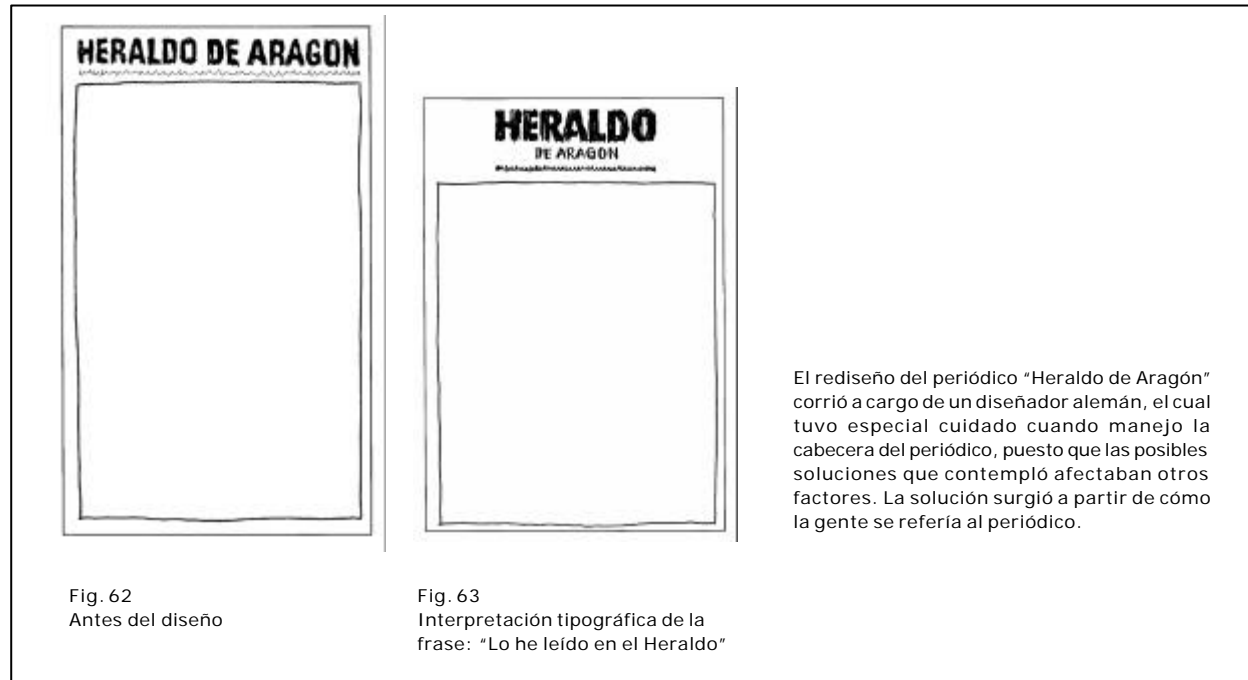 HERALDO DE ARAGON
HERALDO
DE ARAGON
El rediseño del periódico “Heraldo de Aragón”
corrió a cargo de un diseñador alemán, el cual
tuvo especial cuidado cuando manejo la
cabecera del periódico, puesto que las posibles
soluciones que contempló afectaban otros
factores. La solución surgió a partir de cómo
la gente se refería al periódico.
Fig. 62
Antes del diseño
Fig. 63
Interpretación tipográfica de la
frase: “Lo he leído en el Heraldo”